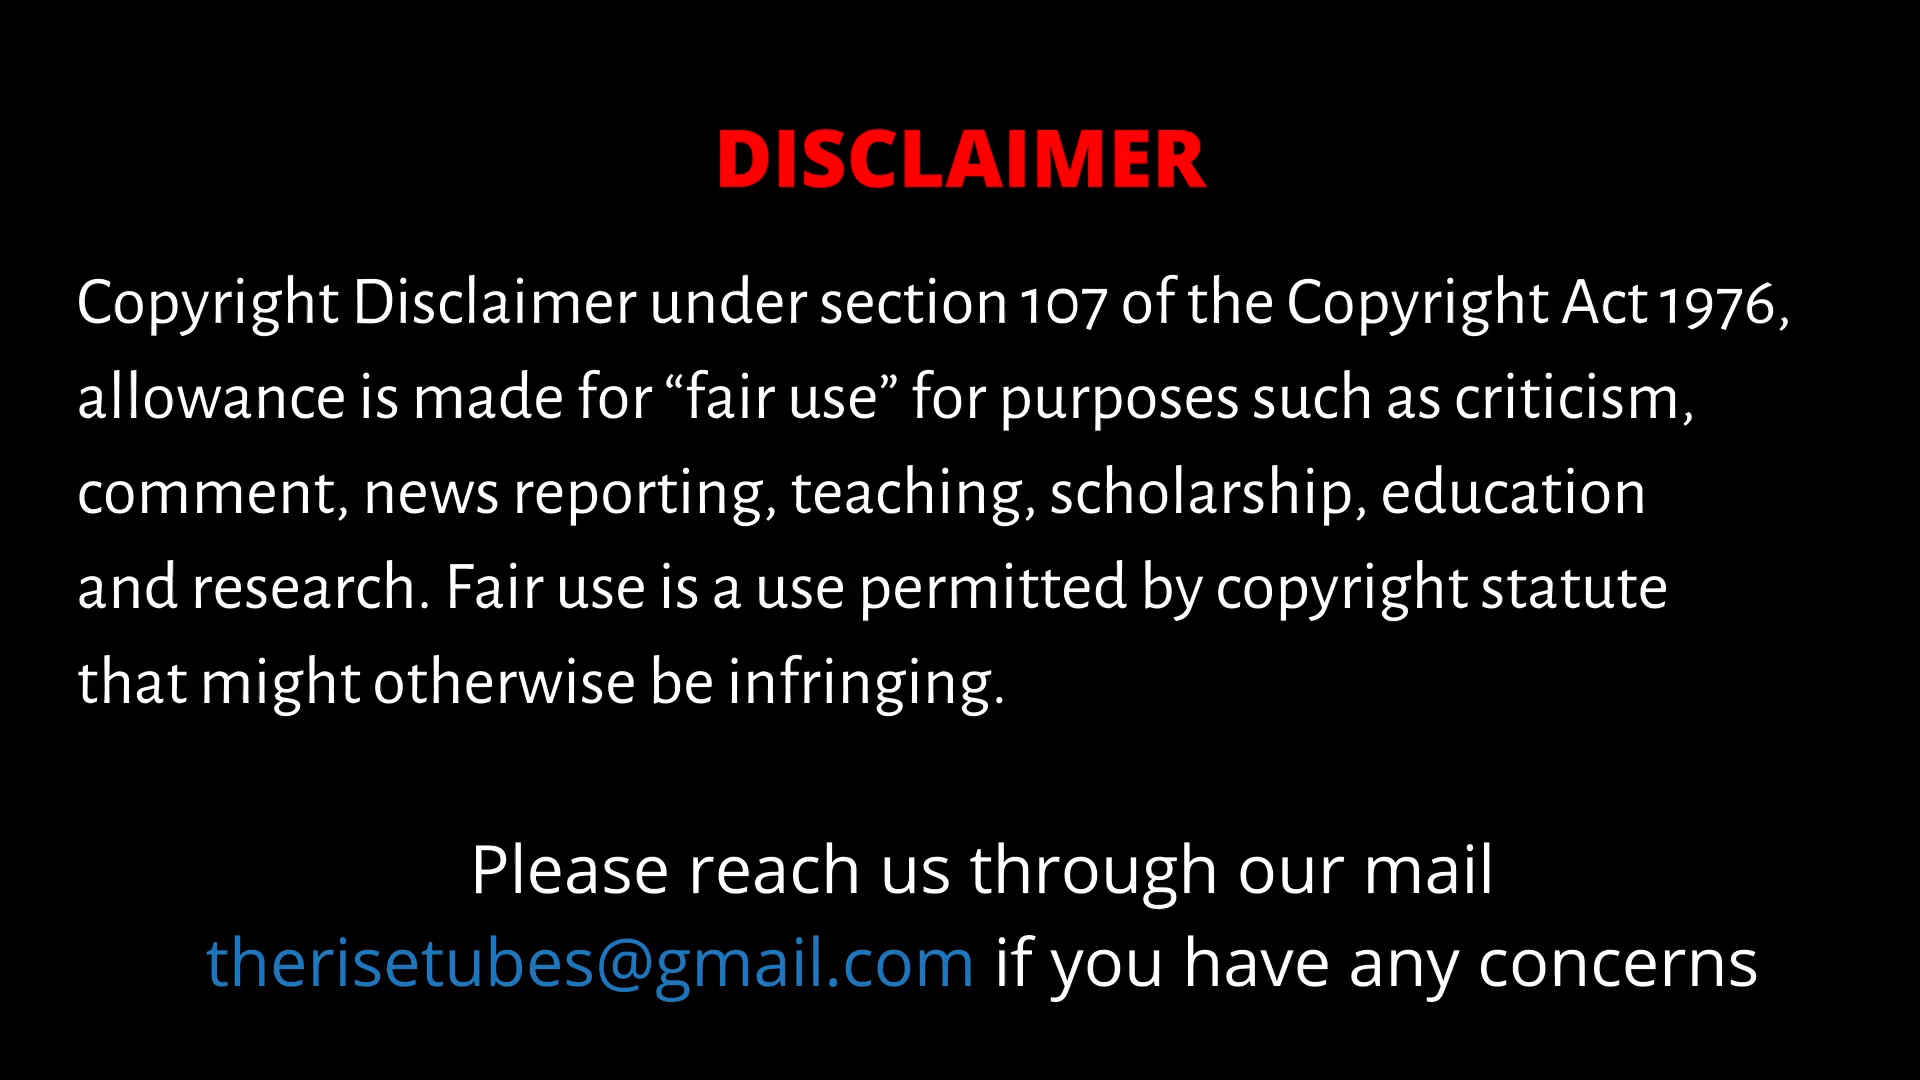 DISCLAIMER
Copyright Disclaimer under section 107 of the Copyright Act 1976,
allowance is made for “fair use” for purposes such as criticism,
comment, news reporting, teaching, scholarship, education
and research. Fair use is a use permitted by copyright statute
that might otherwise be infringing.
Please reach us through our mail
therisetubes@gmail.com if you have any concerns